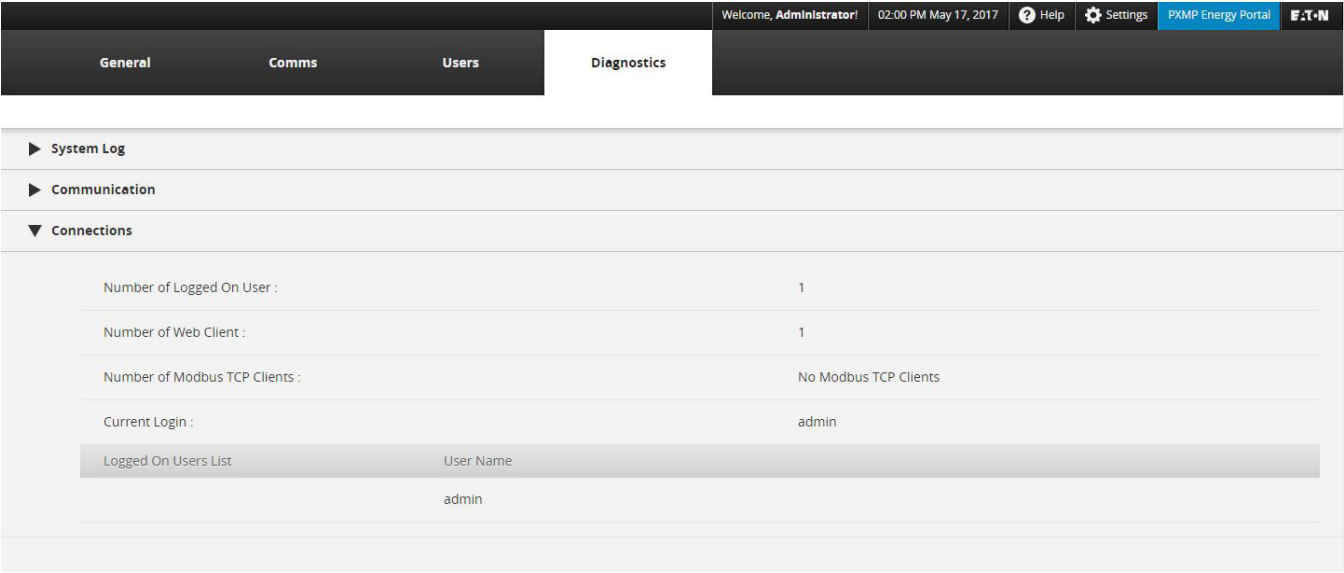 Welcome, Administrator! 02:00 PM May 17, 2017 Help Settings PXMP Energy Portal EATON
General Comms Users Diagnostics
System Log
Communication
Connections
Number of Logged On User : 1
Number of Web Client : 1
Number of Modbus TCP Clients : No Modbus TCP Clients
Current Login : admin
Logged On Users List User Name
admin